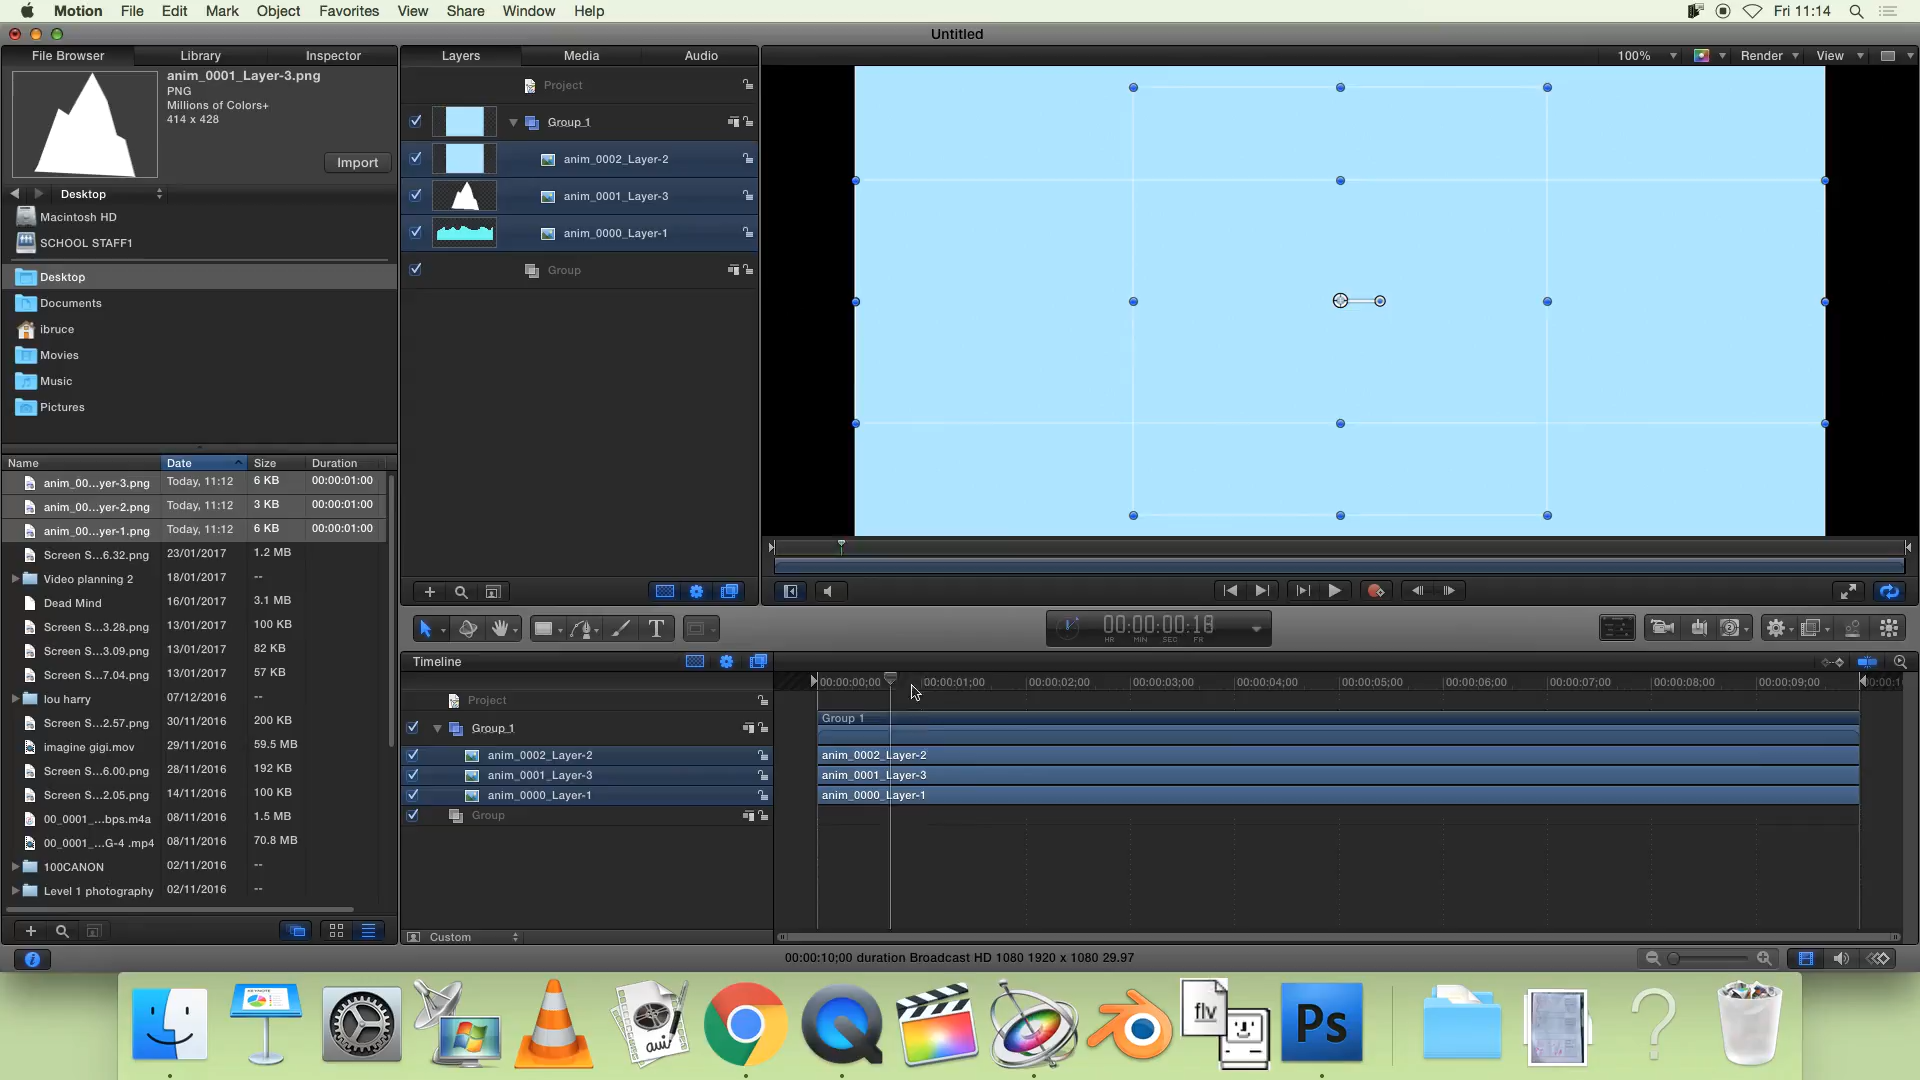 Motion File Edit Mark Object Favorites View Share Window Help Fri 11:14
Untitled
File Browser Library Inspector
anim_0001_Layer-3.png
PNG
Millions of Colors+
414 x 428
Import
Desktop
Macintosh HD
SCHOOL STAFF1
Desktop
Documents
ibruce
Movies
Music
Pictures
Name Date Size Duration
anim_00...yer-3.png Today, 11:12 6 KB 00:00:01:00
anim_00...yer-2.png Today, 11:12 3 KB 00:00:01:00
anim_00...yer-1.png Today, 11:12 6 KB 00:00:01:00
Screen S...6.32.png 23/01/2017 1.2 MB
Video planning 2 18/01/2017 --
Dead Mind 16/01/2017 3.1 MB
Screen S...3.28.png 13/01/2017 100 KB
Screen S...3.09.png 13/01/2017 82 KB
Screen S...7.04.png 13/01/2017 57 KB
lou harry 07/12/2016 --
Screen S...2.57.png 30/11/2016 200 KB
imagine gigi.mov 29/11/2016 59.5 MB
Screen S...6.00.png 28/11/2016 192 KB
Screen S...2.05.png 14/11/2016 100 KB
00_0001_...bps.m4a 08/11/2016 1.5 MB
00_0001_...G-4 .mp4 08/11/2016 70.8 MB
100CANON 02/11/2016 --
Level 1 photography 02/11/2016 --
Layers Media Audio
Project
Group 1
anim_0002_Layer-2
anim_0001_Layer-3
anim_0000_Layer-1
Group
100% Render View
T
00:00:00:18
HR MIN SEC FR
Timeline
00:00:00;00 00:00:01;00 00:00:02;00 00:00:03;00 00:00:04;00 00:00:05;00 00:00:06;00 00:00:07;00 00:00:08;00 00:00:09;00
Project
Group 1 Group 1
anim_0002_Layer-2 anim_0002_Layer-2
anim_0001_Layer-3 anim_0001_Layer-3
anim_0000_Layer-1 anim_0000_Layer-1
Group
Custom
00:00:10;00 duration Broadcast HD 1080 1920 x 1080 29.97
KEYNOTE
avi
flv
Ps